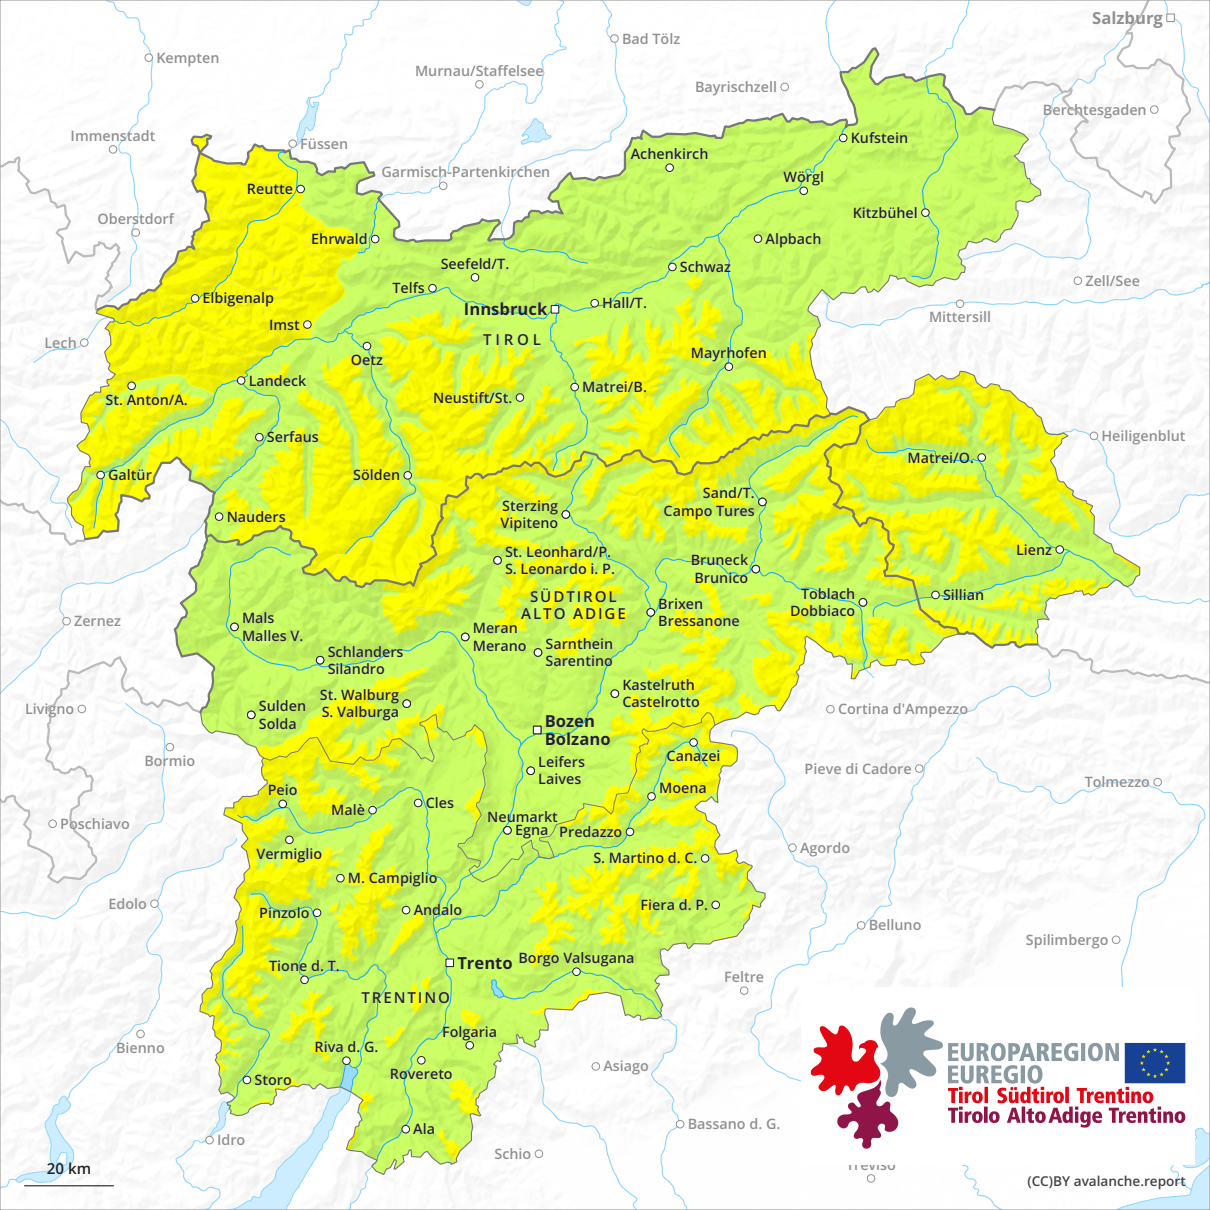 Salzburg
Bad Tölz
Kempten
Murnau/Staffelsee
Bayrischzell
Berchtesgaden
Immenstadt
Füssen
Kufstein
Achenkirch
Garmisch-Partenkirchen
Wörgl
Reutte
Oberstdorf
Kitzbühel
Ehrwald
Alpbach
Seefeld/T.
Schwaz
Zell/See
Telfs
Elbigenalp
Innsbruck
Hall/T.
Mittersill
Imst
TIROL
Lech
Oetz
Mayrhofen
Landeck
Matrei/B.
St. Anton/A.
Neustift/St.
Serfaus
Heiligenblut
Matrei/O.
Galtür
Sölden
Sand/T.
Campo Tures
Sterzing
Vipiteno
Nauders
Lienz
St. Leonhard/P.
S. Leonardo i. P.
Bruneck
Brunico
SÜDTIROL
ALTO ADIGE
Toblach
Dobbiaco
Sillian
Brixen
Bressanone
Zernez
Mals
Malles V.
Meran
Merano
Sarnthein
Sarentino
Schlanders
Silandro
Kastelruth
Castelrotto
St. Walburg
S. Valburga
Livigno
Sulden
Solda
Cortina d'Ampezzo
Bozen
Bolzano
Bormio
Canazei
Leifers
Laives
Pieve di Cadore
Tolmezzo
Peio
Moena
Malè
Cles
Poschiavo
Neumarkt
Egna
Predazzo
Vermiglio
Agordo
S. Martino d. C.
M. Campiglio
Edolo
Pinzolo
Andalo
Fiera d. P.
Belluno
Spilimbergo
Trento
Borgo Valsugana
Tione d. T.
Feltre
TRENTINO
Bienno
Folgaria
Riva d. G.
Asiago
Rovereto
Storo
EUROPAREGION
EUREGIO
Tirol Südtirol Trentino
Tirolo Alto Adige Trentino
Ala
Bassano d. G.
Idro
Schio
Treviso
20 km
(CC)BY avalanche.report